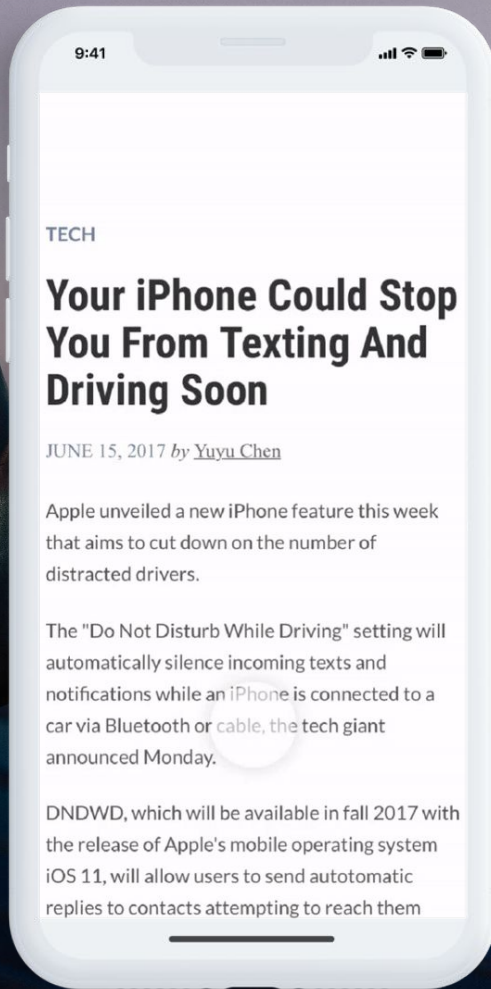 9:41
TECH
Your iPhone Could Stop
You From Texting And
Driving Soon
JUNE 15, 2017 by Yuyu Chen
Apple unveiled a new iPhone feature this week
that aims to cut down on the number of
distracted drivers.
The "Do Not Disturb While Driving" setting will
automatically silence incoming texts and
notifications while an iPhone is connected to a
car via Bluetooth or cable, the tech giant
announced Monday.
DNDWD, which will be available in fall 2017 with
the release of Apple's mobile operating system
iOS 11, will allow users to send autotomatic
replies to contacts attempting to reach them